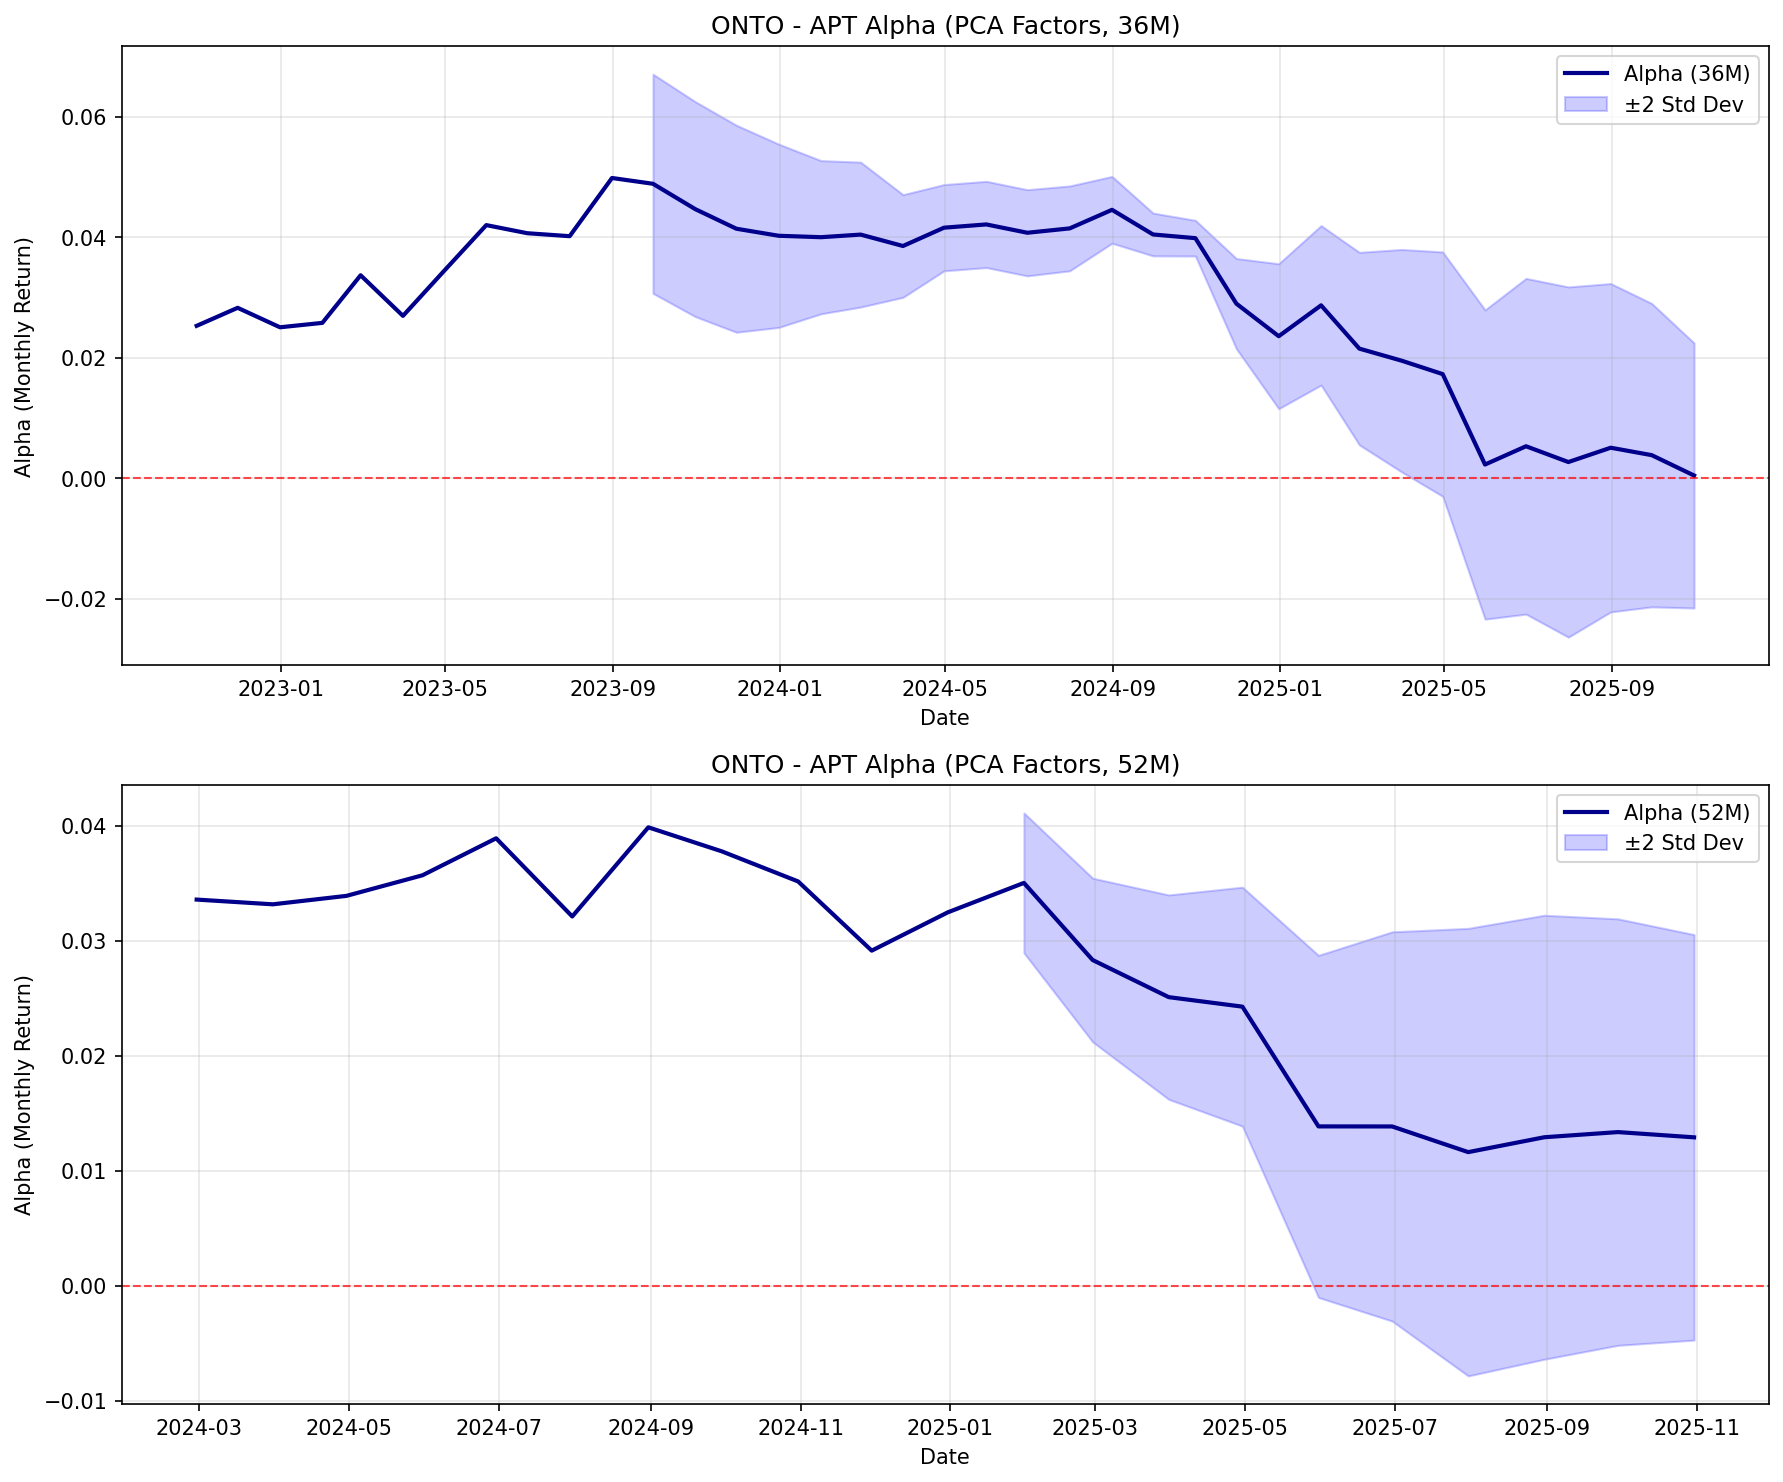 ONTO - APT Alpha (PCA Factors, 36M)
Alpha (Monthly Return)
0.06
0.04
0.02
0.00
−0.02
Alpha (36M)
±2 Std Dev
2023-01 2023-05 2023-09 2024-01 2024-05 2024-09 2025-01 2025-05 2025-09
Date
ONTO - APT Alpha (PCA Factors, 52M)
Alpha (Monthly Return)
0.04
0.03
0.02
0.01
0.00
−0.01
Alpha (52M)
±2 Std Dev
2024-03 2024-05 2024-07 2024-09 2024-11 2025-01 2025-03 2025-05 2025-07 2025-09 2025-11
Date